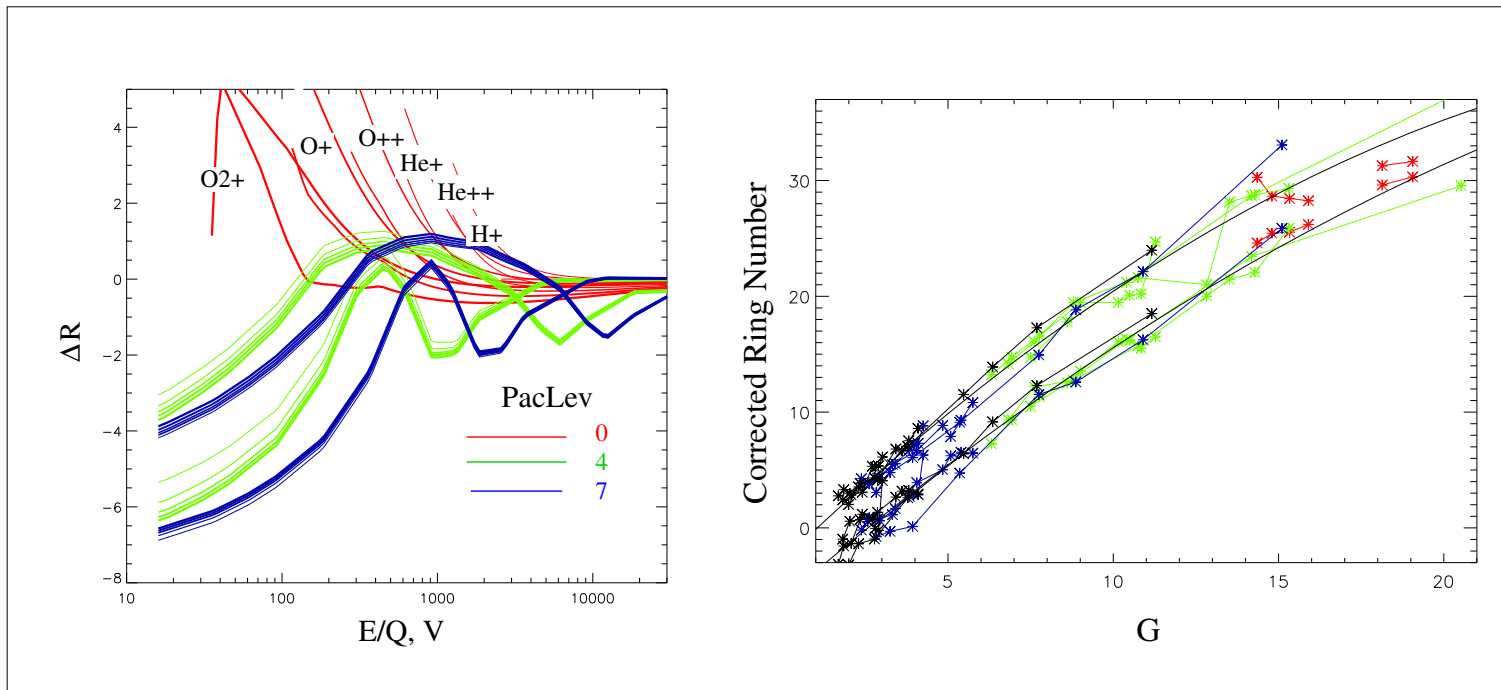 4
2
0
-2
-4
-6
-8
10
100
1000
10000
ΔR
E/Q, V
O2+
O+
O++
He+
He++
H+
PacLev
0
4
7
30
20
10
0
5
10
15
20
Corrected Ring Number
G